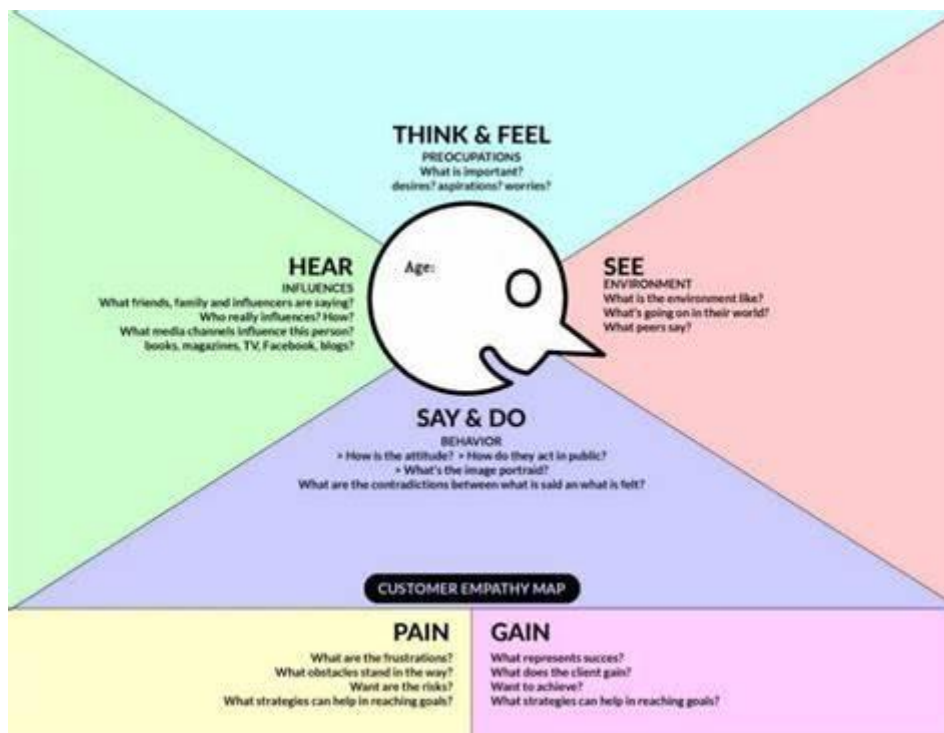 THINK & FEEL
PREOCUPATIONS
What is important?
desires? aspirations? worries?
Age:
HEAR
INFLUENCES
What friends, family and influencers are saying?
Who really influences? How?
What media channels influence this person?
books, magazines, TV, Facebook, blogs?
SEE
ENVIRONMENT
What is the environment like?
What's going on in their world?
What peers say?
SAY & DO
BEHAVIOR
• How is the attitude? • How do they act in public?
• What's the image portraid?
What are the contradictions between what is said an what is felt?
CUSTOMER EMPATHY MAP
PAIN
What are the frustrations?
What obstacles stand in the way?
Want are the risks?
What strategies can help in reaching goals?
GAIN
What represents succes?
What does the client gain?
Want to achieve?
What strategies can help in reaching goals?